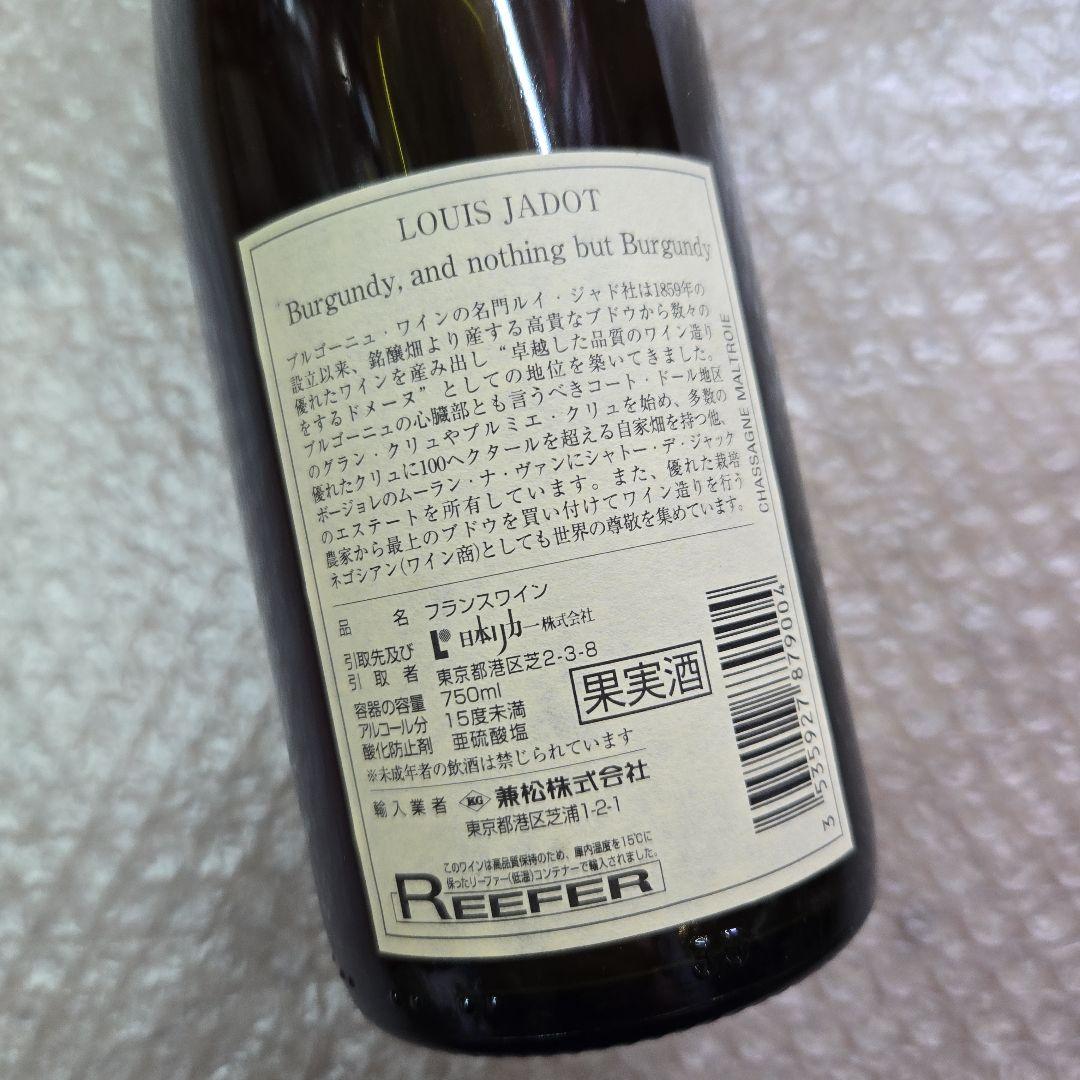 LOUIS JADOT
Burgundy, and nothing but Burgundy
ブルゴーニュ・ワインの名門ルイ・ジャド社は1859年の
設立以来、銘醸畑より産する高貴なブドウから数々の
優れたワインを産み出し“卓越した品質のワイン造り
をするドメーヌ”としての地位を築いてきました。
ブルゴーニュの心臓部とも言うべきコート・ドール地区
のグラン・クリュやプルミエ・クリュを始め、多数の
優れたクリュに100ヘクタールを超える自家畑を持つ他、
ボージョレのムーラン・ナ・ヴァンにシャトー・デ・ジャック
のエステートを所有しています。また、優れた栽培
農家から最上のブドウを買い付けてワイン造りを行う
ネゴシアン(ワイン商)としても世界の尊敬を集めています。
CHASSAGNE MALTROIE
品名 フランスワイン
引取先及び 日本リカー株式会社
引取者 東京都港区芝2-3-8
容器の容量 750ml
アルコール分 15度未満
酸化防止剤 亜硫酸塩
果実酒
※未成年者の飲酒は禁じられています
輸入業者 KG 兼松株式会社
東京都港区芝浦1-2-1
このワインは高品質保持のため、庫内温度を15℃に
保ったリーファー(低温)コンテナーで輸入されました。
REEFER
3 535927 879004